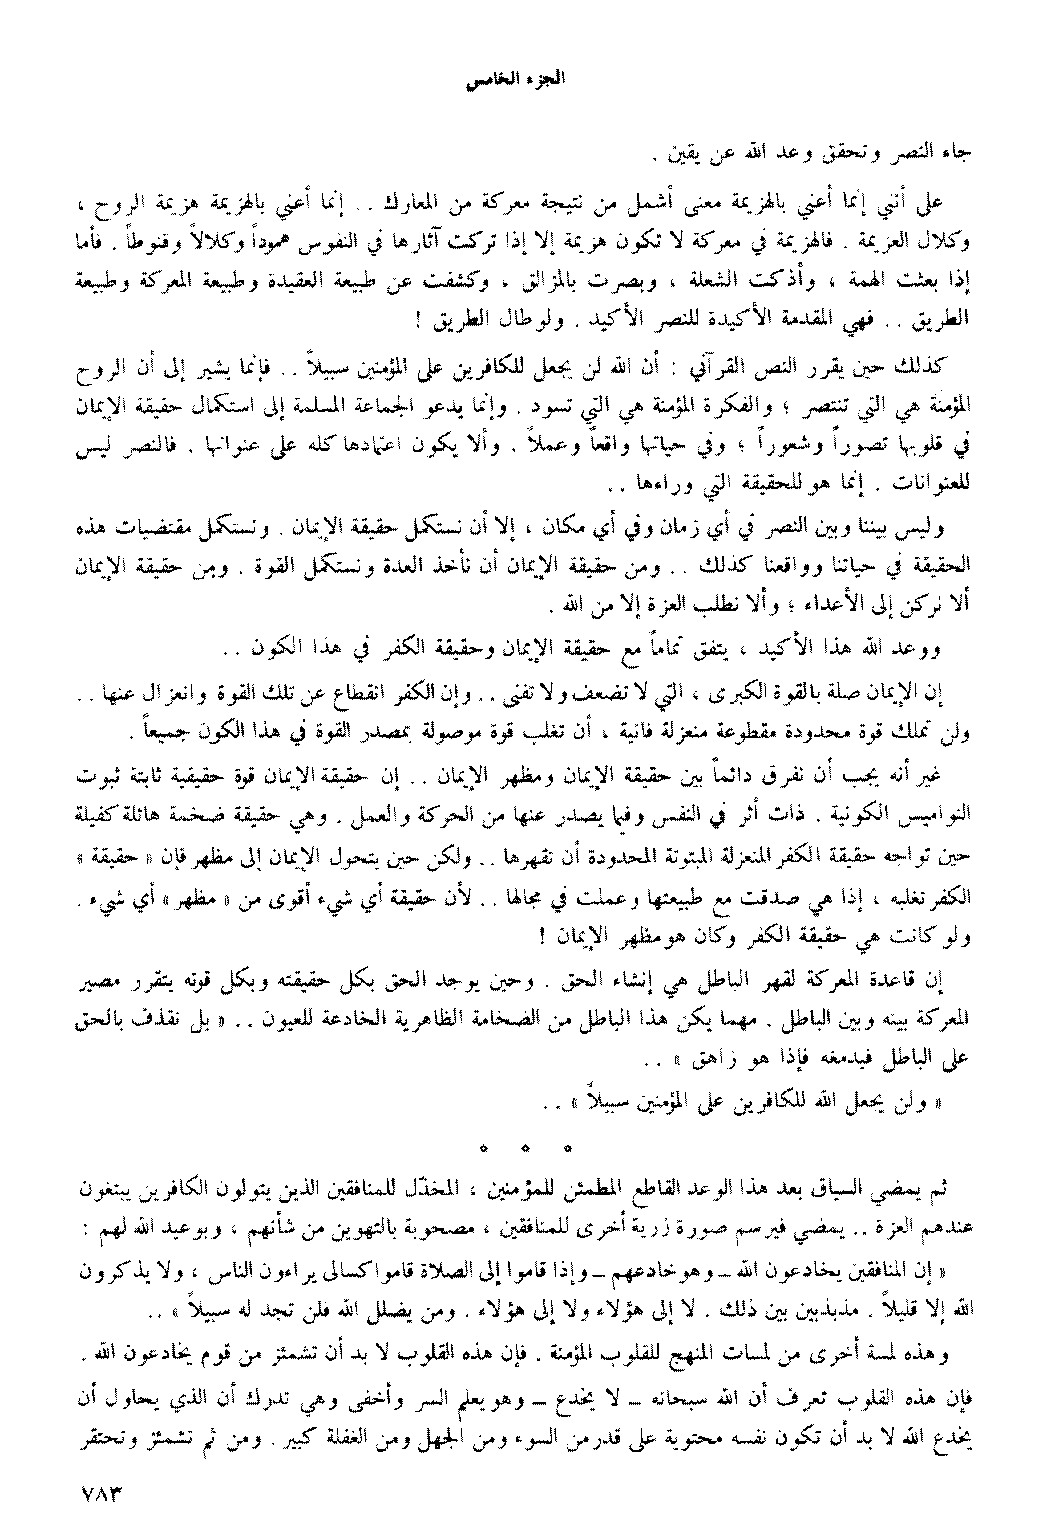 الجزء الخامس
جاء النصر وتحقق وعد الله عن يقين .
على أنني إنما أعني بالهزيمة معنى أشمل من نتيجة معركة من المعارك .. إنما أعني بالهزيمة هزيمة الروح ،
وكلال العزيمة . فالهزيمة في معركة لا تكون هزيمة إلا إذا تركت آثارها في النفوس هموداً وكلالاً وقنوطاً . فأما
إذا بعثت الهمة ، وأذكت الشعلة ، وبصرت بالمزالق ، وكشفت عن طبيعة العقيدة وطبيعة المعركة وطبيعة
الطريق .. فهي المقدمة الأكيدة للنصر الأكيد . ولو طال الطريق !
كذلك حين يقرر النص القرآني : أن الله لن يجعل للكافرين على المؤمنين سبيلاً .. فإنما يشير إلى أن الروح
المؤمنة هي التي تنتصر ؛ والفكرة المؤمنة هي التي تسود . وإنما يدعو الجماعة المسلمة إلى استكمال حقيقة الإيمان
في قلوبها تصوراً وشعوراً ؛ وفي حياتها واقعاً وعملاً . وألا يكون اعتمادها كله على عنوانها . فالنصر ليس
للعنوانات . إنما هو للحقيقة التي وراءها ..
وليس بيننا وبين النصر في أي زمان وفي أي مكان ، إلا أن نستكمل حقيقة الإيمان . ونستكمل مقتضيات هذه
الحقيقة في حياتنا وواقعنا كذلك .. ومن حقيقة الإيمان أن نأخذ العدة ونستكمل القوة . ومن حقيقة الإيمان
ألا نركن إلى الأعداء ؛ وألا نطلب العزة إلا من الله .
ووعد الله هذا الأكيد ، يتفق تماماً مع حقيقة الإيمان وحقيقة الكفر في هذا الكون ..
إن الإيمان صلة بالقوة الكبرى ، التي لا تضعف ولا تفنى .. وإن الكفر انقطاع عن تلك القوة وانعزال عنها ..
ولن تملك قوة محدودة مقطوعة منعزلة فانية ، أن تغلب قوة موصولة بمصدر القوة في هذا الكون جميعاً .
غير أنه يجب أن نفرق دائماً بين حقيقة الإيمان ومظهر الإيمان .. إن حقيقة الإيمان قوة حقيقية ثابتة ثبوت
النواميس الكونية . ذات أثر في النفس وفيما يصدر عنها من الحركة والعمل . وهي حقيقة ضخمة هائلة كفيلة
حين تواجه حقيقة الكفر المنعزلة المبتوتة المحدودة أن تقهرها .. ولكن حين يتحول الإيمان إلى مظهر فإن « حقيقة »
الكفر تغلبه ، إذا هي صدقت مع طبيعتها وعملت في مجالها .. لأن حقيقة أي شيء أقوى من « مظهر » أي شيء .
ولو كانت هي حقيقة الكفر وكان هو مظهر الإيمان !
إن قاعدة المعركة لقهر الباطل هي إنشاء الحق . وحين يوجد الحق بكل حقيقته وبكل قوته يتقرر مصير
المعركة بينه وبين الباطل . مهما يكن هذا الباطل من الضخامة الظاهرية الخادعة للعيون .. « بل نقذف بالحق
على الباطل فيدمغه فإذا هو زاهق » ..
« ولن يجعل الله للكافرين على المؤمنين سبيلاً » ..
* * *
ثم يمضي السياق بعد هذا الوعد القاطع المطمئن للمؤمنين ، المخذّل للمنافقين الذين يتولون الكافرين يبتغون
عندهم العزة .. يمضي فيرسم صورة زرية أخرى للمنافقين ، مصحوبة بالتهوين من شأنهم ، وبوعيد الله لهم :
« إن المنافقين يخادعون الله – وهو خادعهم – وإذا قاموا إلى الصلاة قاموا كسالى يراءون الناس ، ولا يذكرون
الله إلا قليلاً . مذبذبين بين ذلك . لا إلى هؤلاء ولا إلى هؤلاء . ومن يضلل الله فلن تجد له سبيلاً » ..
وهذه لمسة أخرى من لمسات المنهج للقلوب المؤمنة . فإن هذه القلوب لا بد أن تشمئز من قوم يخادعون الله .
فإن هذه القلوب تعرف أن الله سبحانه – لا يخدع – وهو يعلم السر وأخفى وهي تدرك أن الذي يحاول أن
يخدع الله لا بد أن تكون نفسه محتوية على قدر من السوء ومن الجهل ومن الغفلة كبير . ومن ثم تشمئز وتحتقر
٧٨٣